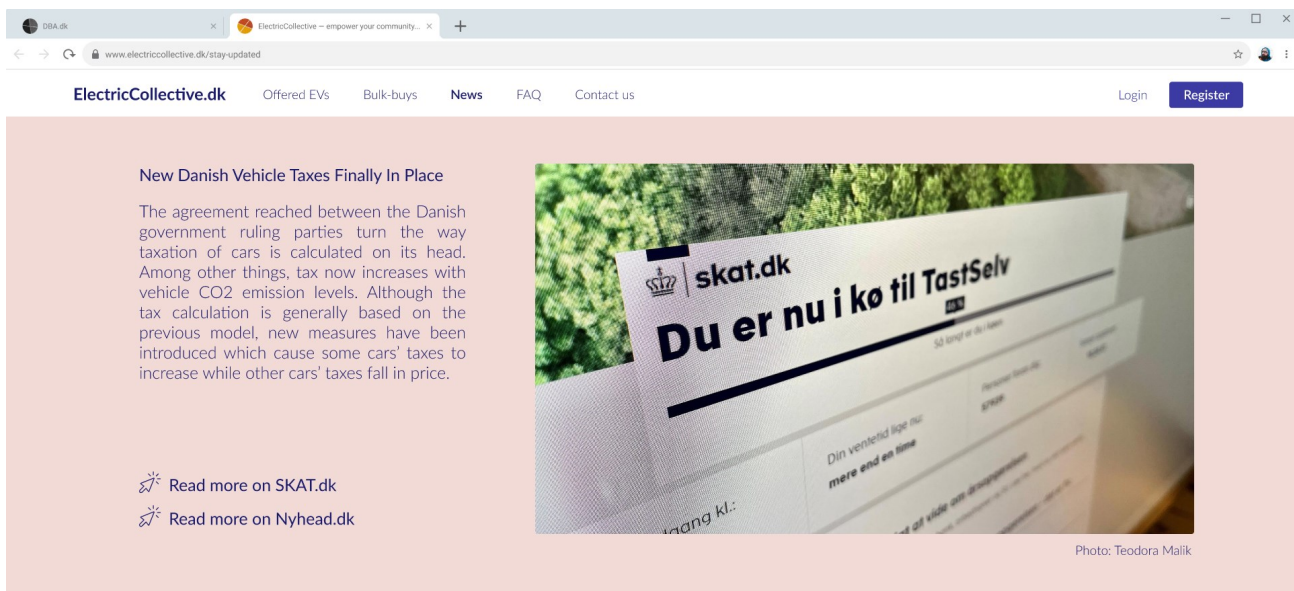 DBA.dk
ElectricCollective – empower your community...
www.electriccollective.dk/stay-updated
ElectricCollective.dk
Offered EVs
Bulk-buys
News
FAQ
Contact us
Login
Register
New Danish Vehicle Taxes Finally In Place
The agreement reached between the Danish
government ruling parties turn the way
taxation of cars is calculated on its head.
Among other things, tax now increases with
vehicle CO2 emission levels. Although the
tax calculation is generally based on the
previous model, new measures have been
introduced which cause some cars' taxes to
increase while other cars' taxes fall in price.
Read more on SKAT.dk
Read more on Nyhead.dk
skat.dk
Du er nu i kø til TastSelv
46 %
Så langt er du i køen
Din ventetid lige nu:
mere end en time
kl.:
at vide om
Photo: Teodora Malik